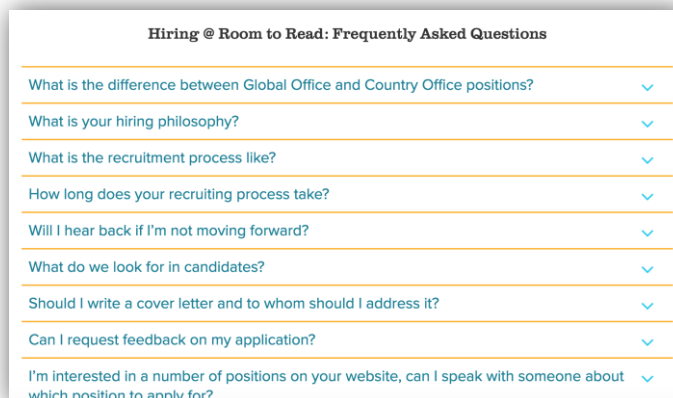 Hiring @ Room to Read: Frequently Asked Questions
What is the difference between Global Office and Country Office positions?
What is your hiring philosophy?
What is the recruitment process like?
How long does your recruiting process take?
Will I hear back if I'm not moving forward?
What do we look for in candidates?
Should I write a cover letter and to whom should I address it?
Can I request feedback on my application?
I'm interested in a number of positions on your website, can I speak with someone about
which position to apply for?